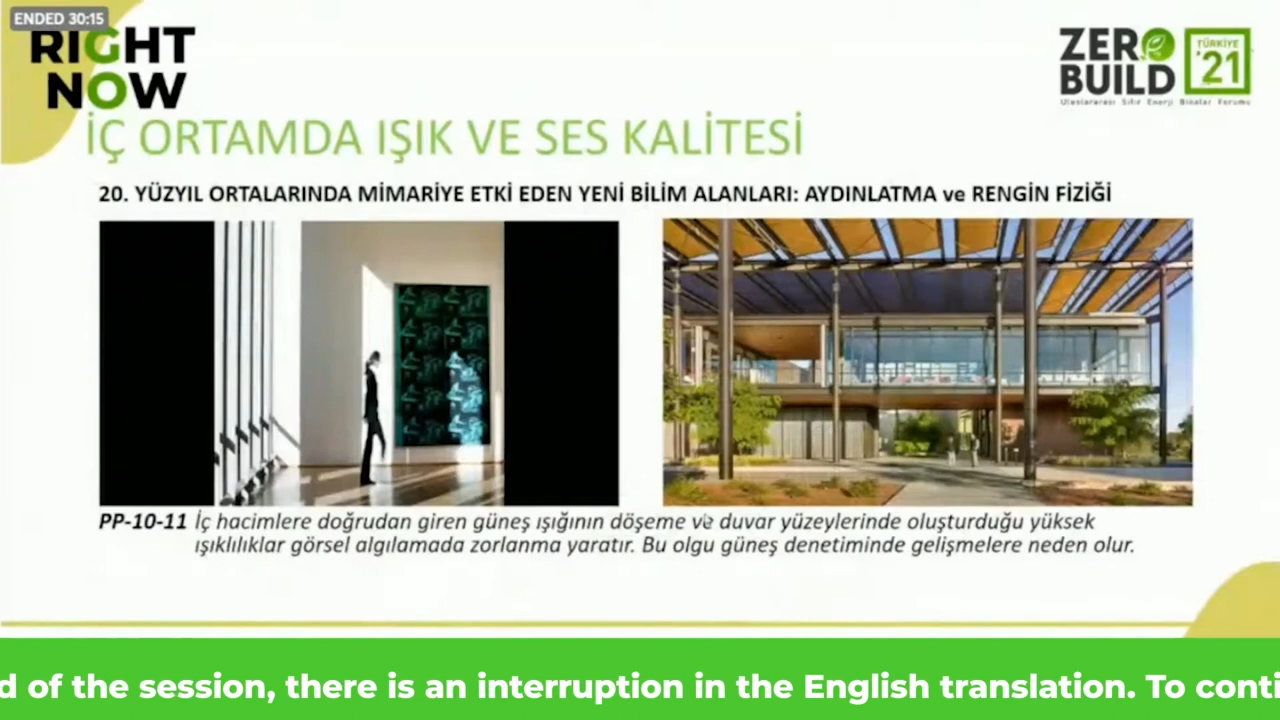 ENDED 30:15
RIGHT
NOW
ZERO
BUILD
TÜRKİYE
'21
Uluslararası Sıfır Enerji Binalar Forumu
İÇ ORTAMDA IŞIK VE SES KALİTESİ
20. YÜZYIL ORTALARINDA MİMARİYE ETKİ EDEN YENİ BİLİM ALANLARI: AYDINLATMA ve RENGİN FİZİĞİ
PP-10-11 İç hacimlere doğrudan giren güneş ışığının döşeme ve duvar yüzeylerinde oluşturduğu yüksek
ışıklılıklar görsel algılamada zorlanma yaratır. Bu olgu güneş denetiminde gelişmelere neden olur.
d of the session, there is an interruption in the English translation. To conti